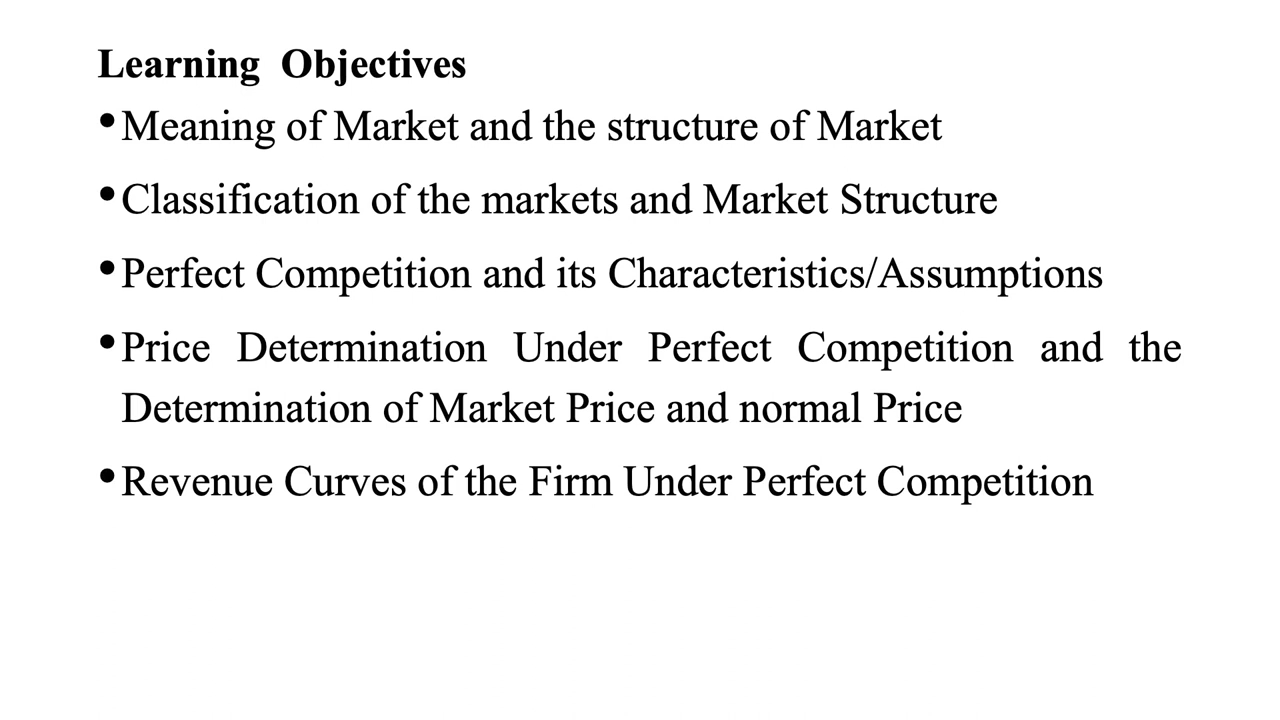 Learning Objectives
•Meaning of Market and the structure of Market
•Classification of the markets and Market Structure
•Perfect Competition and its Characteristics/Assumptions
•Price Determination Under Perfect Competition and the
Determination of Market Price and normal Price
•Revenue Curves of the Firm Under Perfect Competition